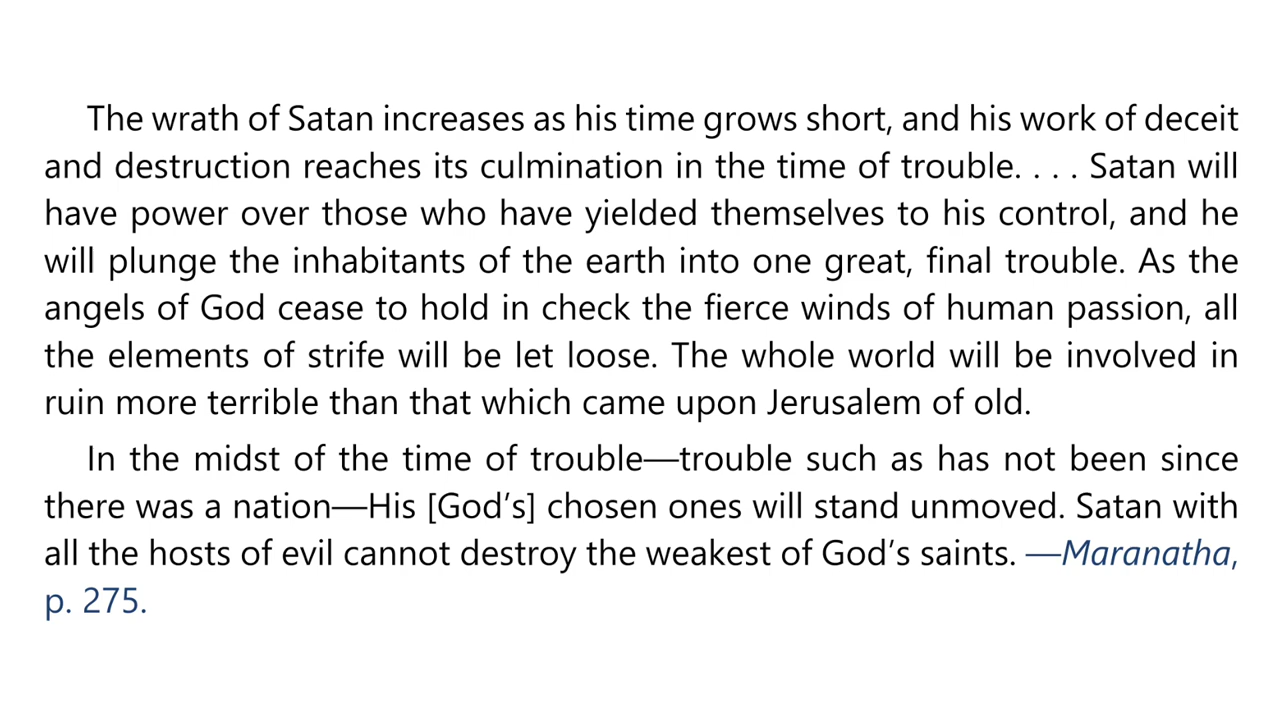 The wrath of Satan increases as his time grows short, and his work of deceit
and destruction reaches its culmination in the time of trouble. . . . Satan will
have power over those who have yielded themselves to his control, and he
will plunge the inhabitants of the earth into one great, final trouble. As the
angels of God cease to hold in check the fierce winds of human passion, all
the elements of strife will be let loose. The whole world will be involved in
ruin more terrible than that which came upon Jerusalem of old.
In the midst of the time of trouble—trouble such as has not been since
there was a nation—His [God’s] chosen ones will stand unmoved. Satan with
all the hosts of evil cannot destroy the weakest of God’s saints. —Maranatha,
p. 275.